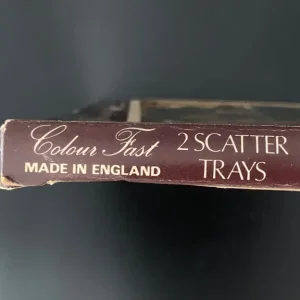 Colour Fast
MADE IN ENGLAND
2 SCATTER
TRAYS